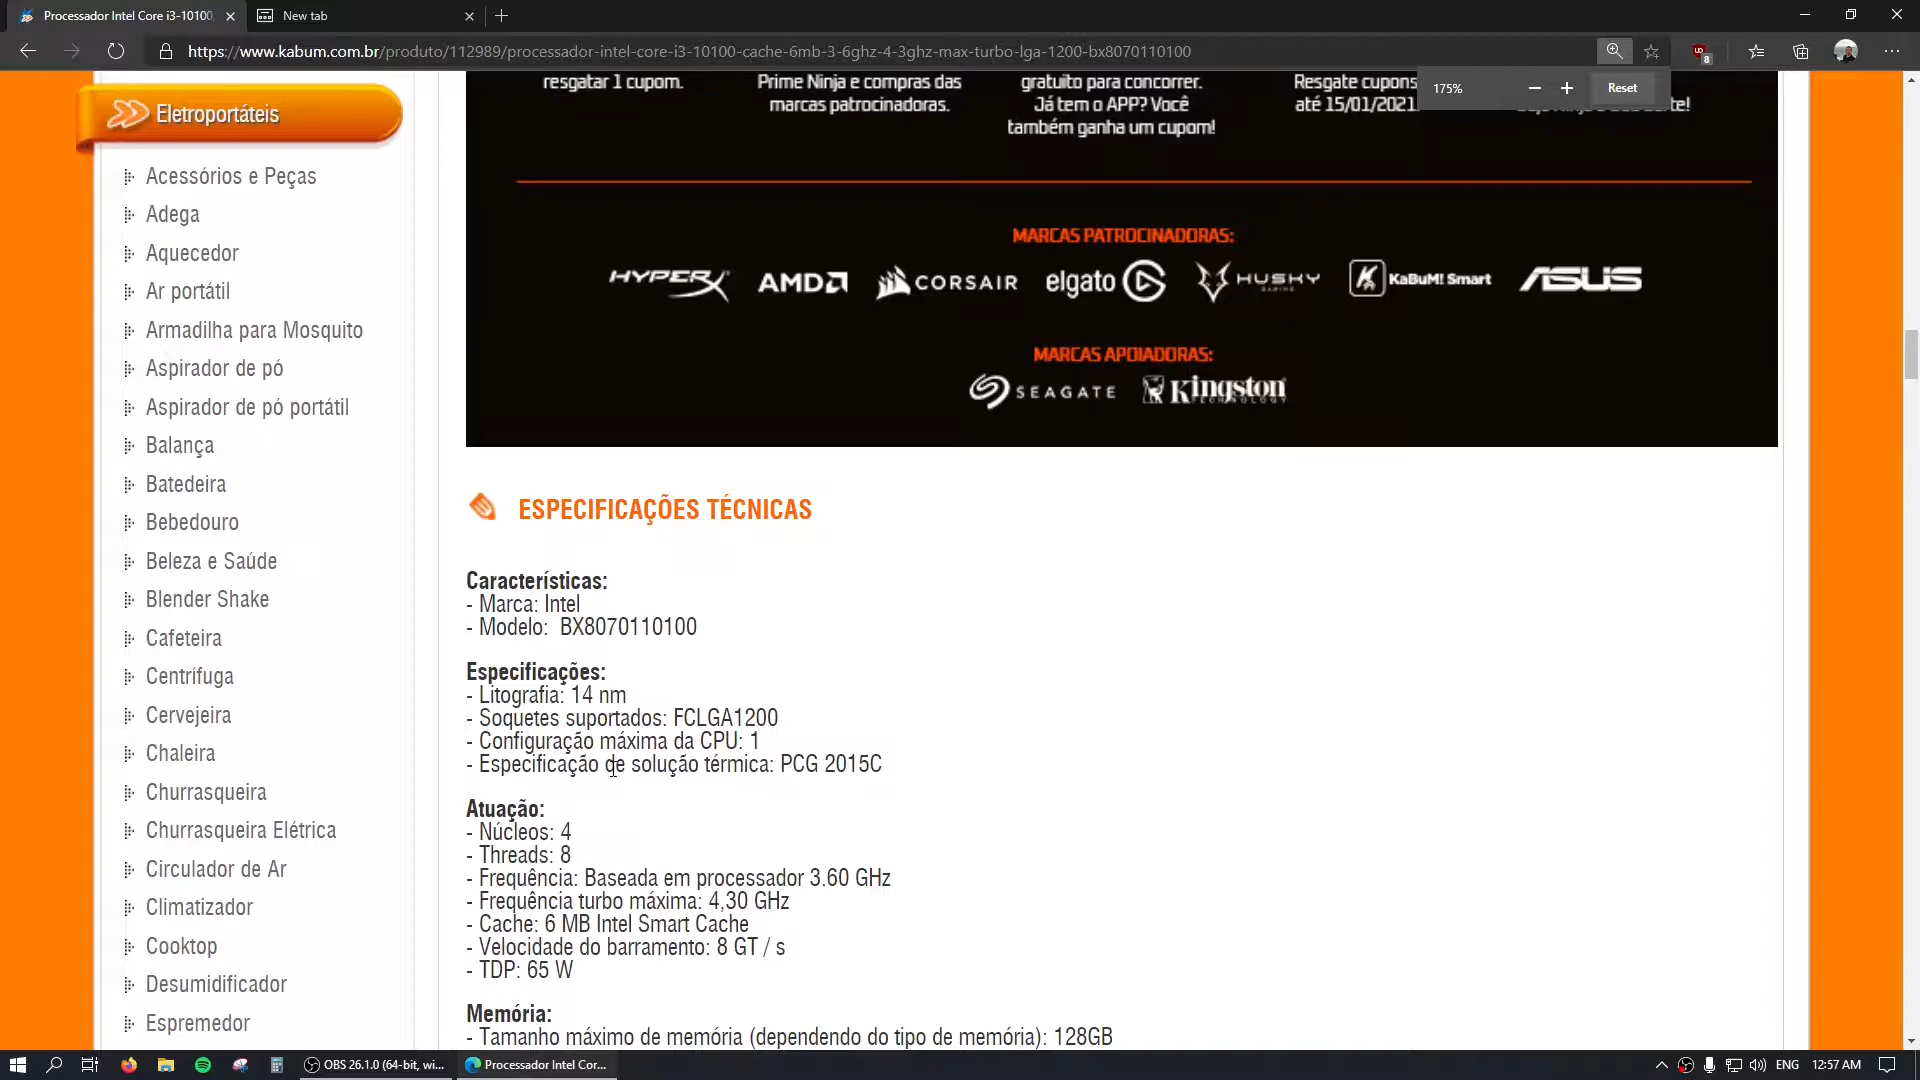 Processador Intel Core i3-10100,
New tab
https://www.kabum.com.br/produto/112989/processador-intel-core-i3-10100-cache-6mb-3-6ghz-4-3ghz-max-turbo-lga-1200-bx8070110100
8
175%
Reset
Eletroportáteis
Acessórios e Peças
Adega
Aquecedor
Ar portátil
Armadilha para Mosquito
Aspirador de pó
Aspirador de pó portátil
Balança
Batedeira
Bebedouro
Beleza e Saúde
Blender Shake
Cafeteira
Centrífuga
Cervejeira
Chaleira
Churrasqueira
Churrasqueira Elétrica
Circulador de Ar
Climatizador
Cooktop
Desumidificador
Espremedor
resgatar 1 cupom.
Prime Ninja e compras das
marcas patrocinadoras.
gratuito para concorrer.
Já tem o APP? Você
também ganha um cupom!
Resgate cupons
até 15/01/2021.
MARCAS PATROCINADORAS:
HYPERX
AMD
CORSAIR
elgato
HUSKY
GAMING
KaBuM! Smart
ASUS
MARCAS APOIADORAS:
SEAGATE
Kingston
TECHNOLOGY
ESPECIFICAÇÕES TÉCNICAS
Características:
- Marca: Intel
- Modelo:  BX8070110100
Especificações:
- Litografia: 14 nm
- Soquetes suportados: FCLGA1200
- Configuração máxima da CPU: 1
- Especificação de solução térmica: PCG 2015C
Atuação:
- Núcleos: 4
- Threads: 8
- Frequência: Baseada em processador 3.60 GHz
- Frequência turbo máxima: 4,30 GHz
- Cache: 6 MB Intel Smart Cache
- Velocidade do barramento: 8 GT / s
- TDP: 65 W
Memória:
- Tamanho máximo de memória (dependendo do tipo de memória): 128GB
OBS 26.1.0 (64-bit, wi...
Processador Intel Cor...
ENG
12:57 AM